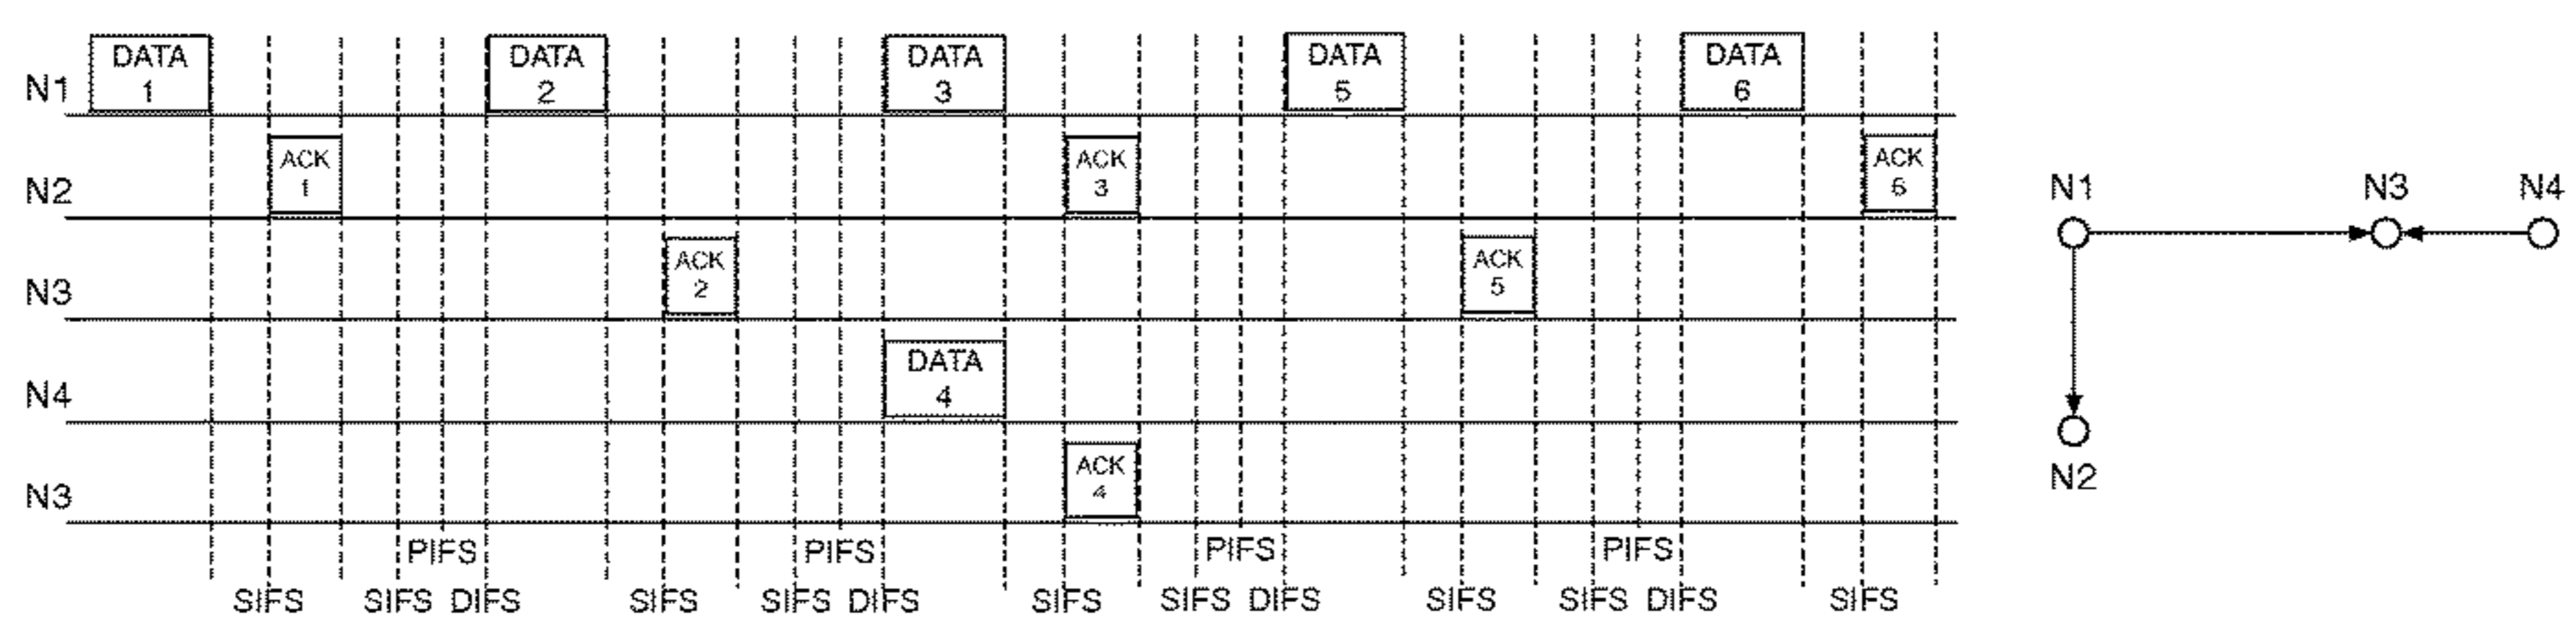 DATA DATA DATA DATA DATA
N1 1 2 3 5 6
ACK ACK ACK
N2 1 3 6
ACK ACK
N3 2 5
DATA
N4 4
ACK
N3 4
PIFS PIFS PIFS PIFS
SIFS SIFS DIFS SIFS SIFS DIFS SIFS SIFS DIFS SIFS SIFS DIFS SIFS
N1 N3 N4
N2